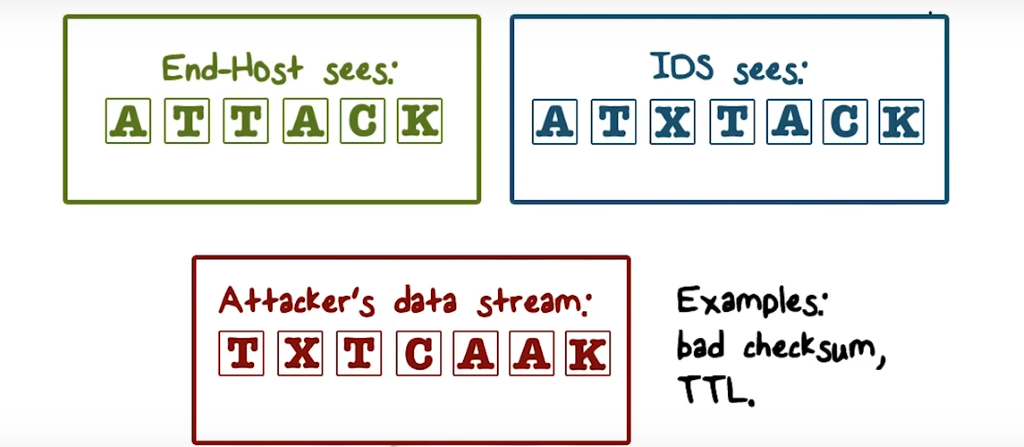 End-Host sees:
A T T A C K
IDS sees:
A T X T A C K
Attacker's data stream:
T X T C A A K
Examples:
bad checksum,
TTL.